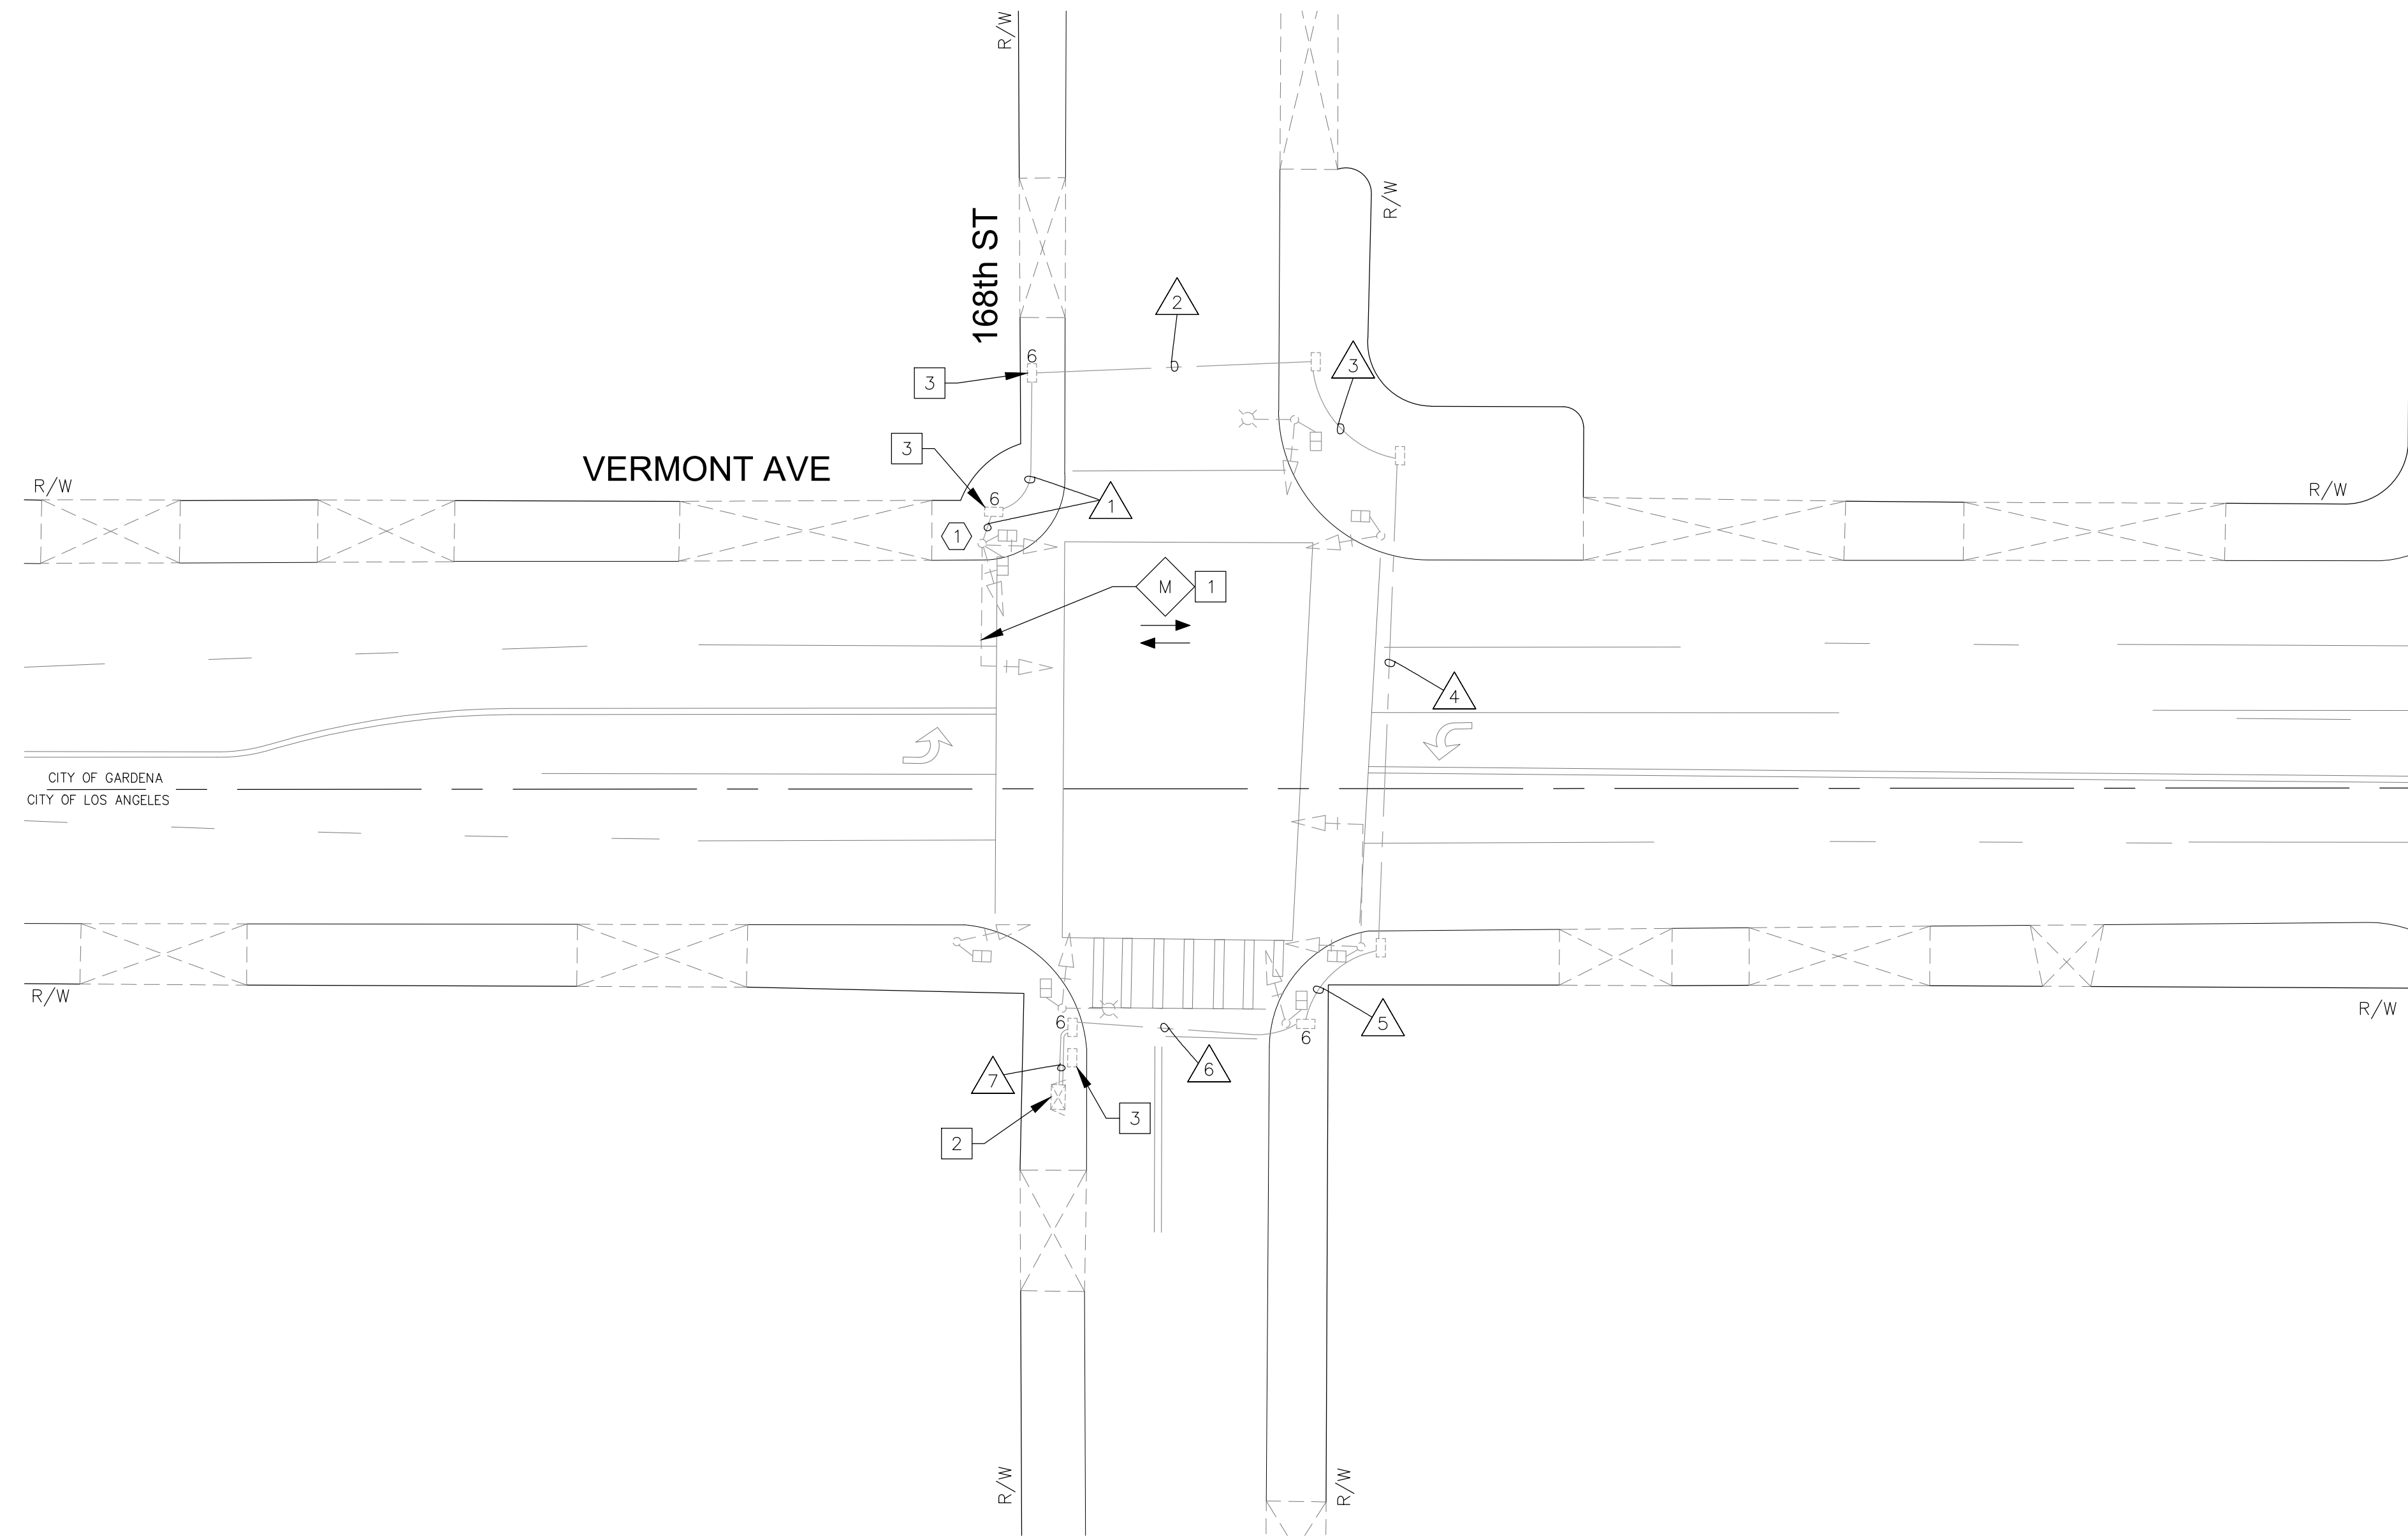 R/W
R/W
168th ST
2
6
3
3
VERMONT AVE
3
R/W
6
1
R/W
1
M
1
4
CITY OF GARDENA
CITY OF LOS ANGELES
R/W
6
5
6
R/W
7
6
3
2
R/W
R/W